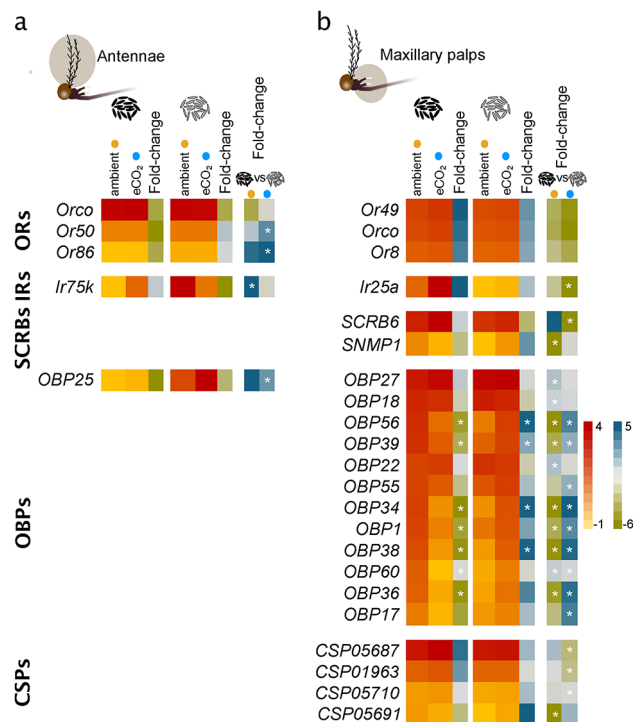 a
Antennae
ambient
eCO2
Fold-change
ambient
eCO2
Fold-change
Fold-change
vs
ORs
Orco
Or50
Or86
IRs
Ir75k
SCRBs
OBPs
OBP25
CSPs
b
Maxillary palps
ambient
eCO2
Fold-change
ambient
eCO2
Fold-change
Fold-change
vs
Or49
Orco
Or8
Ir25a
SCRB6
SNMP1
OBP27
OBP18
OBP56
OBP39
OBP22
OBP55
OBP34
OBP1
OBP38
OBP60
OBP36
OBP17
CSP05687
CSP01963
CSP05710
CSP05691
4 4
-1 -6